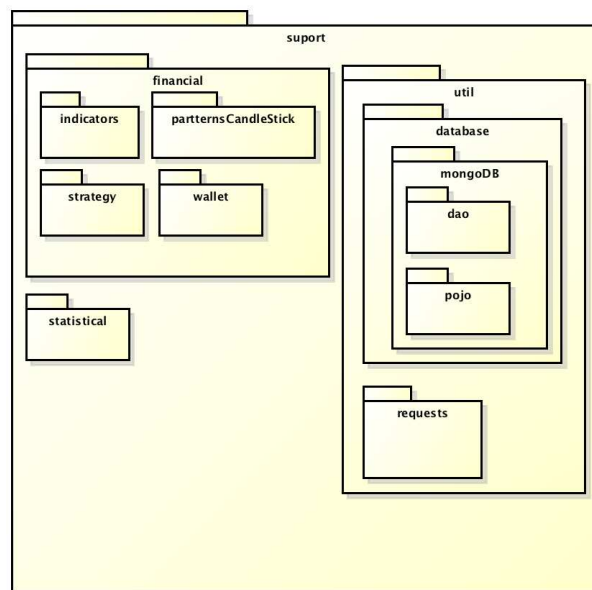 suport
financial
indicators
partternsCandleStick
strategy
wallet
statistical
util
database
mongoDB
dao
pojo
requests